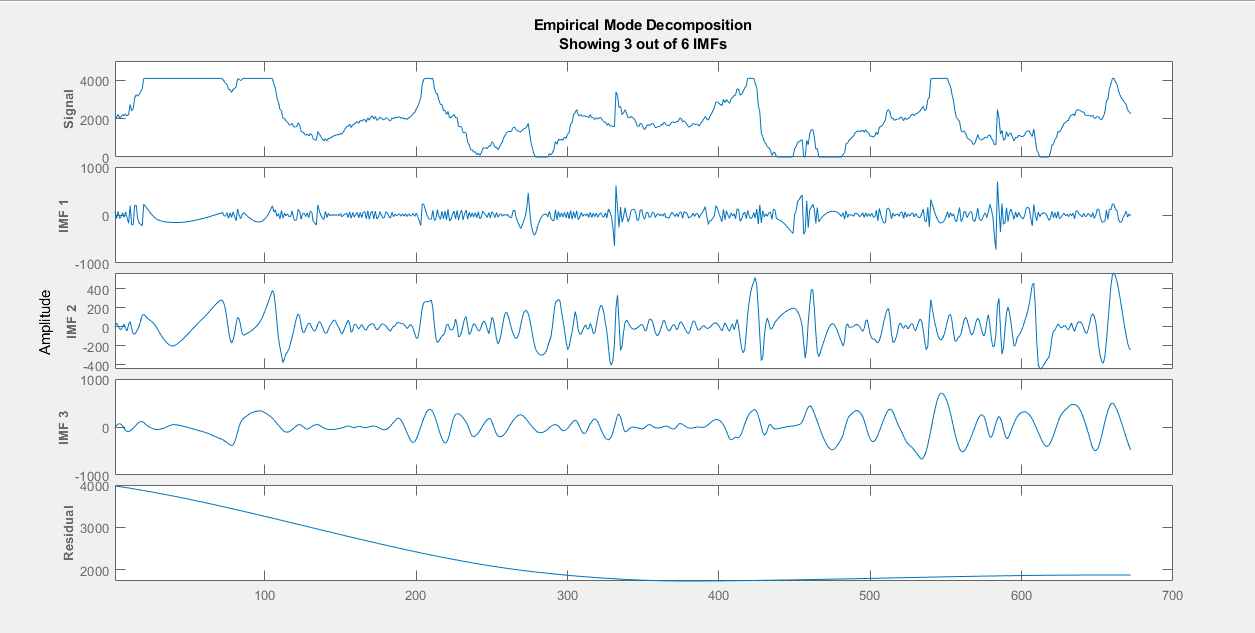 Empirical Mode Decomposition
Showing 3 out of 6 IMFs
Amplitude
Signal
4000
2000
0
IMF 1
1000
0
-1000
IMF 2
400
200
0
-200
-400
IMF 3
1000
0
-1000
Residual
4000
3000
2000
100 200 300 400 500 600 700